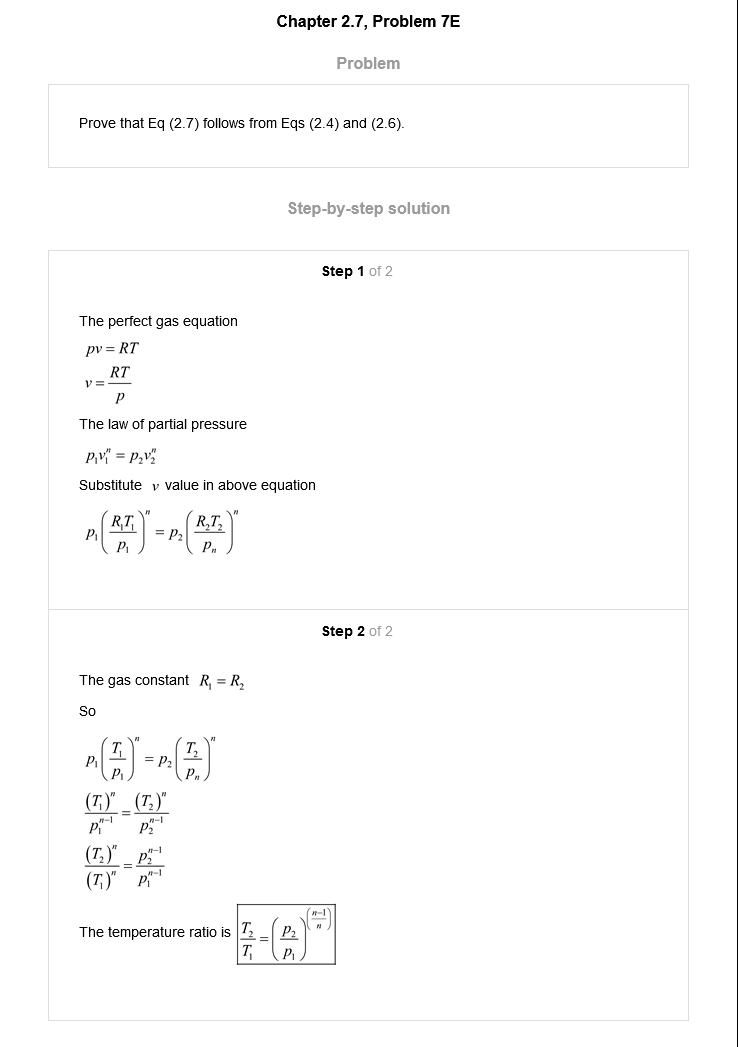 Chapter 2.7, Problem 7E
Problem
Prove that Eq (2.7) follows from Eqs (2.4) and (2.6).
Step-by-step solution
Step 1 of 2
The perfect gas equation
pv = RT
v = \frac{RT}{p}
The law of partial pressure
p_1 v_1^n = p_2 v_2^n
Substitute v value in above equation
p_1 \left( \frac{R_1 T_1}{p_1} \right)^n = p_2 \left( \frac{R_2 T_2}{p_n} \right)^n
Step 2 of 2
The gas constant R_1 = R_2
So
p_1 \left( \frac{T_1}{p_1} \right)^n = p_2 \left( \frac{T_2}{p_n} \right)^n
\frac{(T_1)^n}{p_1^{n-1}} = \frac{(T_2)^n}{p_2^{n-1}}
\frac{(T_2)^n}{(T_1)^n} = \frac{p_2^{n-1}}{p_1^{n-1}}
The temperature ratio is \frac{T_2}{T_1} = \left( \frac{p_2}{p_1} \right)^{\left( \frac{n-1}{n} \right)}